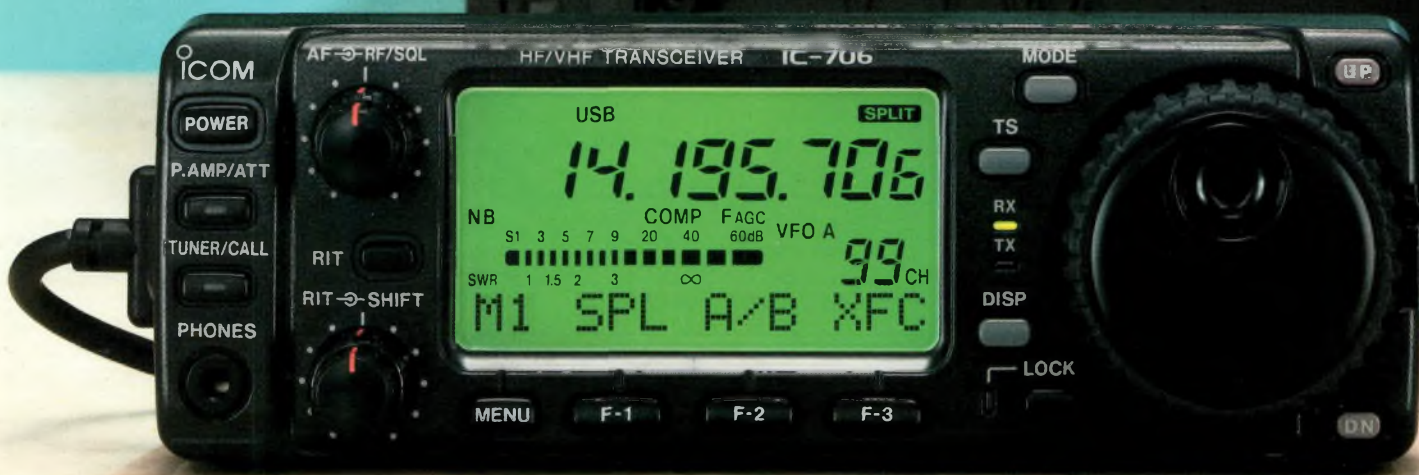 ICOM
POWER
P.AMP/ATT
TUNER/CALL
PHONES
AF RF/SQL
RIT
RIT SHIFT
HF/VHF TRANSCEIVER IC-706
USB SPLIT
14.195.706
NB COMP FAGC
VFO A
S1 3 5 7 9 20 40 60dB
99 CH
SWR 1 1.5 2 3 ∞
M1 SPL A/B XFC
MENU F-1 F-2 F-3
MODE
TS
RX
TX
DISP
LOCK
UP
DN